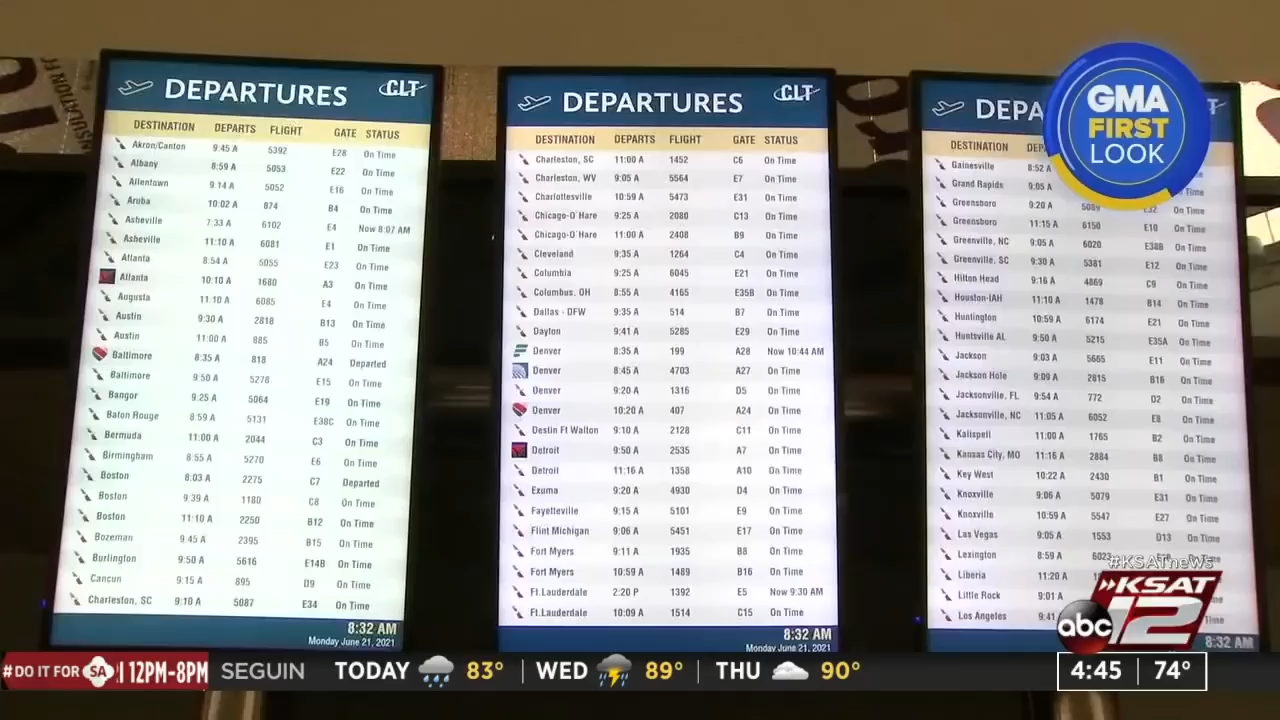 INSULATION F
DEPARTURES CLT
DESTINATION DEPARTS FLIGHT GATE STATUS
Akron/Canton 9:45 A 5392 E28 On Time
Albany 8:59 A 5053 E22 On Time
Allentown 9:14 A 5052 E16 On Time
Aruba 10:02 A 874 B4 On Time
Asheville 7:33 A 6102 E4 Now 8:07 AM
Asheville 11:10 A 6081 E1 On Time
Atlanta 8:54 A 5055 E23 On Time
Atlanta 10:10 A 1680 A3 On Time
Augusta 11:10 A 6085 E4 On Time
Austin 9:30 A 2818 B13 On Time
Austin 11:00 A 885 B5 On Time
Baltimore 8:35 A 818 A24 Departed
Baltimore 9:50 A 5278 E15 On Time
Bangor 9:25 A 5064 E19 On Time
Baton Rouge 8:59 A 5131 E38C On Time
Bermuda 11:00 A 2044 C3 On Time
Birmingham 8:55 A 5270 E6 On Time
Boston 8:03 A 2275 C7 Departed
Boston 9:39 A 1180 C8 On Time
Boston 11:10 A 2250 B12 On Time
Bozeman 9:45 A 2395 B15 On Time
Burlington 9:50 A 5616 E14B On Time
Cancun 9:15 A 895 D9 On Time
Charleston, SC 9:10 A 5087 E34 On Time
8:32 AM
Monday June 21, 2021
DEPARTURES CLT
DESTINATION DEPARTS FLIGHT GATE STATUS
Charleston, SC 11:00 A 1452 C6 On Time
Charleston, WV 9:05 A 5564 E7 On Time
Charlottesville 10:59 A 5473 E31 On Time
Chicago-O'Hare 9:25 A 2080 C13 On Time
Chicago-O'Hare 11:00 A 2408 B9 On Time
Cleveland 9:35 A 1264 C4 On Time
Columbia 9:25 A 6045 E21 On Time
Columbus, OH 8:55 A 4165 E35B On Time
Dallas - DFW 9:35 A 514 B7 On Time
Dayton 9:41 A 5285 E29 On Time
Denver 8:35 A 199 A28 Now 10:44 AM
Denver 8:45 A 4703 A27 On Time
Denver 9:20 A 1316 D5 On Time
Denver 10:20 A 407 A24 On Time
Destin Ft Walton 9:10 A 2128 C11 On Time
Detroit 9:50 A 2535 A7 On Time
Detroit 11:16 A 1358 A10 On Time
Exuma 9:20 A 4930 D4 On Time
Fayetteville 9:15 A 5101 E9 On Time
Flint Michigan 9:06 A 5451 E17 On Time
Fort Myers 9:11 A 1935 B8 On Time
Fort Myers 10:59 A 1489 B16 On Time
Ft.Lauderdale 2:20 P 1392 E5 Now 9:30 AM
Ft.Lauderdale 10:09 A 1514 C15 On Time
8:32 AM
Monday June 21, 2021
DEPA
DESTINATION DEP
Gainesville 8:52
Grand Rapids 9:05 Time
Greensboro 9:20 A 5089 E32 On Time
Greensboro 11:15 A 6150 E10 On Time
Greenville, NC 9:05 A 6020 E38B On Time
Greenville, SC 9:30 A 5381 E12 On Time
Hilton Head 9:16 A 4869 C9 On Time
Houston-IAH 11:10 A 1478 B14 On Time
Huntington 10:59 A 6174 E21 On Time
Huntsville AL 9:50 A 5215 E35A On Time
Jackson 9:03 A 5665 E11 On Time
Jackson Hole 9:09 A 2815 B16 On Time
Jacksonville, FL 9:54 A 772 D2 On Time
Jacksonville, NC 11:05 A 6052 E8 On Time
Kalispell 11:00 A 1765 B2 On Time
Kansas City, MO 11:16 A 2884 B8 On Time
Key West 10:22 A 2430 B1 On Time
Knoxville 9:06 A 5079 E31 On Time
Knoxville 10:59 A 5547 E27 On Time
Las Vegas 9:05 A 1553 D13 On Time
Lexington 8:59 A 6023 On Time
Liberia 11:20 A
Little Rock 9:01 A
Los Angeles 9:41 Time
8:32 AM
GMA
FIRST
LOOK
#KSATnews
KSAT
abc 12
#DO IT FOR SA 12PM-8PM SEGUIN TODAY 83° WED 89° THU 90° 4:45 74°